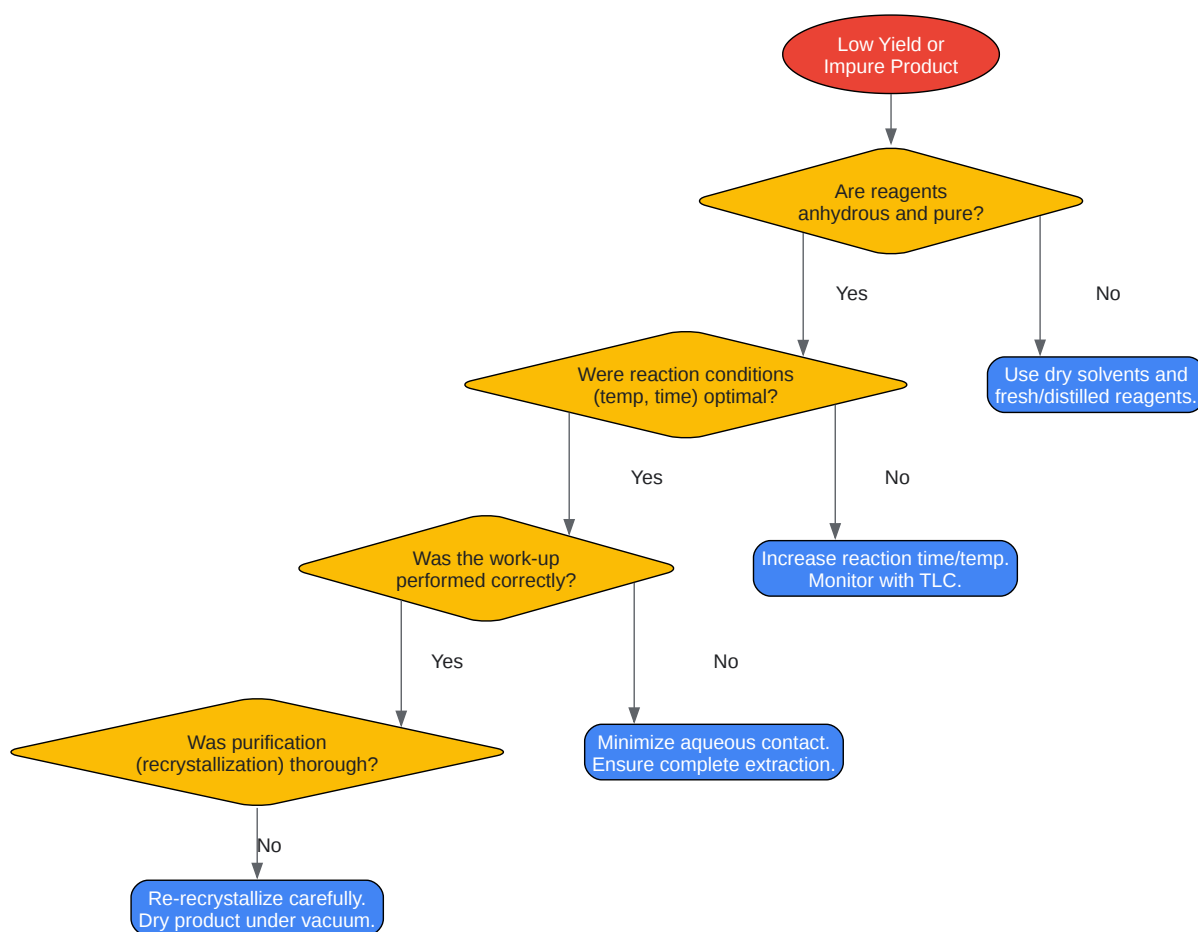 Low Yield or
Impure Product
Are reagents
anhydrous and pure?
Yes
No
Were reaction conditions
(temp, time) optimal?
Use dry solvents and
fresh/distilled reagents.
Yes
No
Was the work-up
performed correctly?
Increase reaction time/temp.
Monitor with TLC.
Yes
No
Was purification
(recrystallization) thorough?
Minimize aqueous contact.
Ensure complete extraction.
No
Re-recrystallize carefully.
Dry product under vacuum.